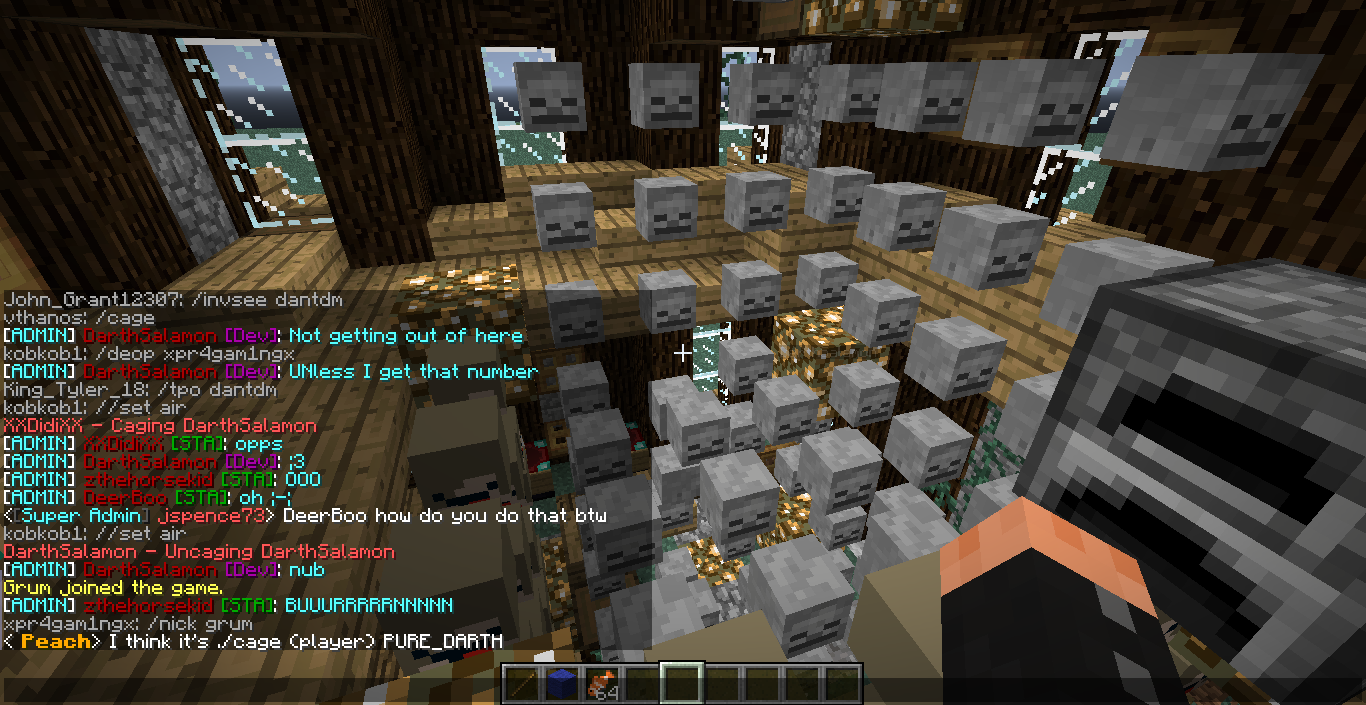 John_Grant12307: /invsee dantdm
vthanos: /cage
[ADMIN] DarthSalamon [Dev]: Not getting out of here
kobkob1: /deop xpr4gam1ngx
[ADMIN] DarthSalamon [Dev]: UNless I get that number
King_Tyler_18: /tpo dantdm
kobkob1: //set air
XXDidiXX - Caging DarthSalamon
[ADMIN] XXDidiXX [STA]: opps
[ADMIN] DarthSalamon [Dev]: ;3
[ADMIN] zthehorsekid [STA]: OOO
[ADMIN] DeerBoo [STA]: oh ;-;
<[Super Admin] jspence73> DeerBoo how do you do that btw
kobkob1: //set air
DarthSalamon - Uncaging DarthSalamon
[ADMIN] DarthSalamon [Dev]: nub
Grum joined the game.
[ADMIN] zthehorsekid [STA]: BUUURRRRRNNNNN
xpr4gam1ngx: /nick grum
< Peach> I think it's ./cage (player) PURE_DARTH
64